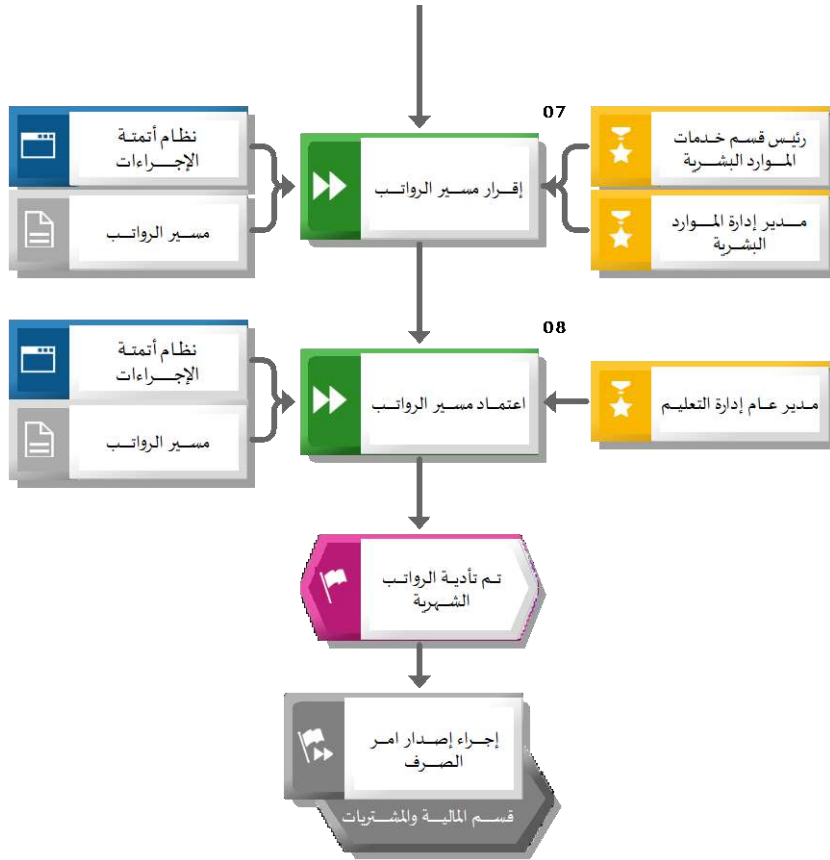 07
رئيس قسم خدمات
الموارد البشرية
نظام أتمتة
الإجراءات
إقرار مسير الرواتب
مدير إدارة الموارد
البشرية
مسير الرواتب
08
نظام أتمتة
الإجراءات
مدير عام إدارة التعليم
اعتماد مسير الرواتب
مسير الرواتب
تم تأدية الرواتب
الشهرية
إجراء إصدار امر
الصرف
قسم المالية والمشتريات